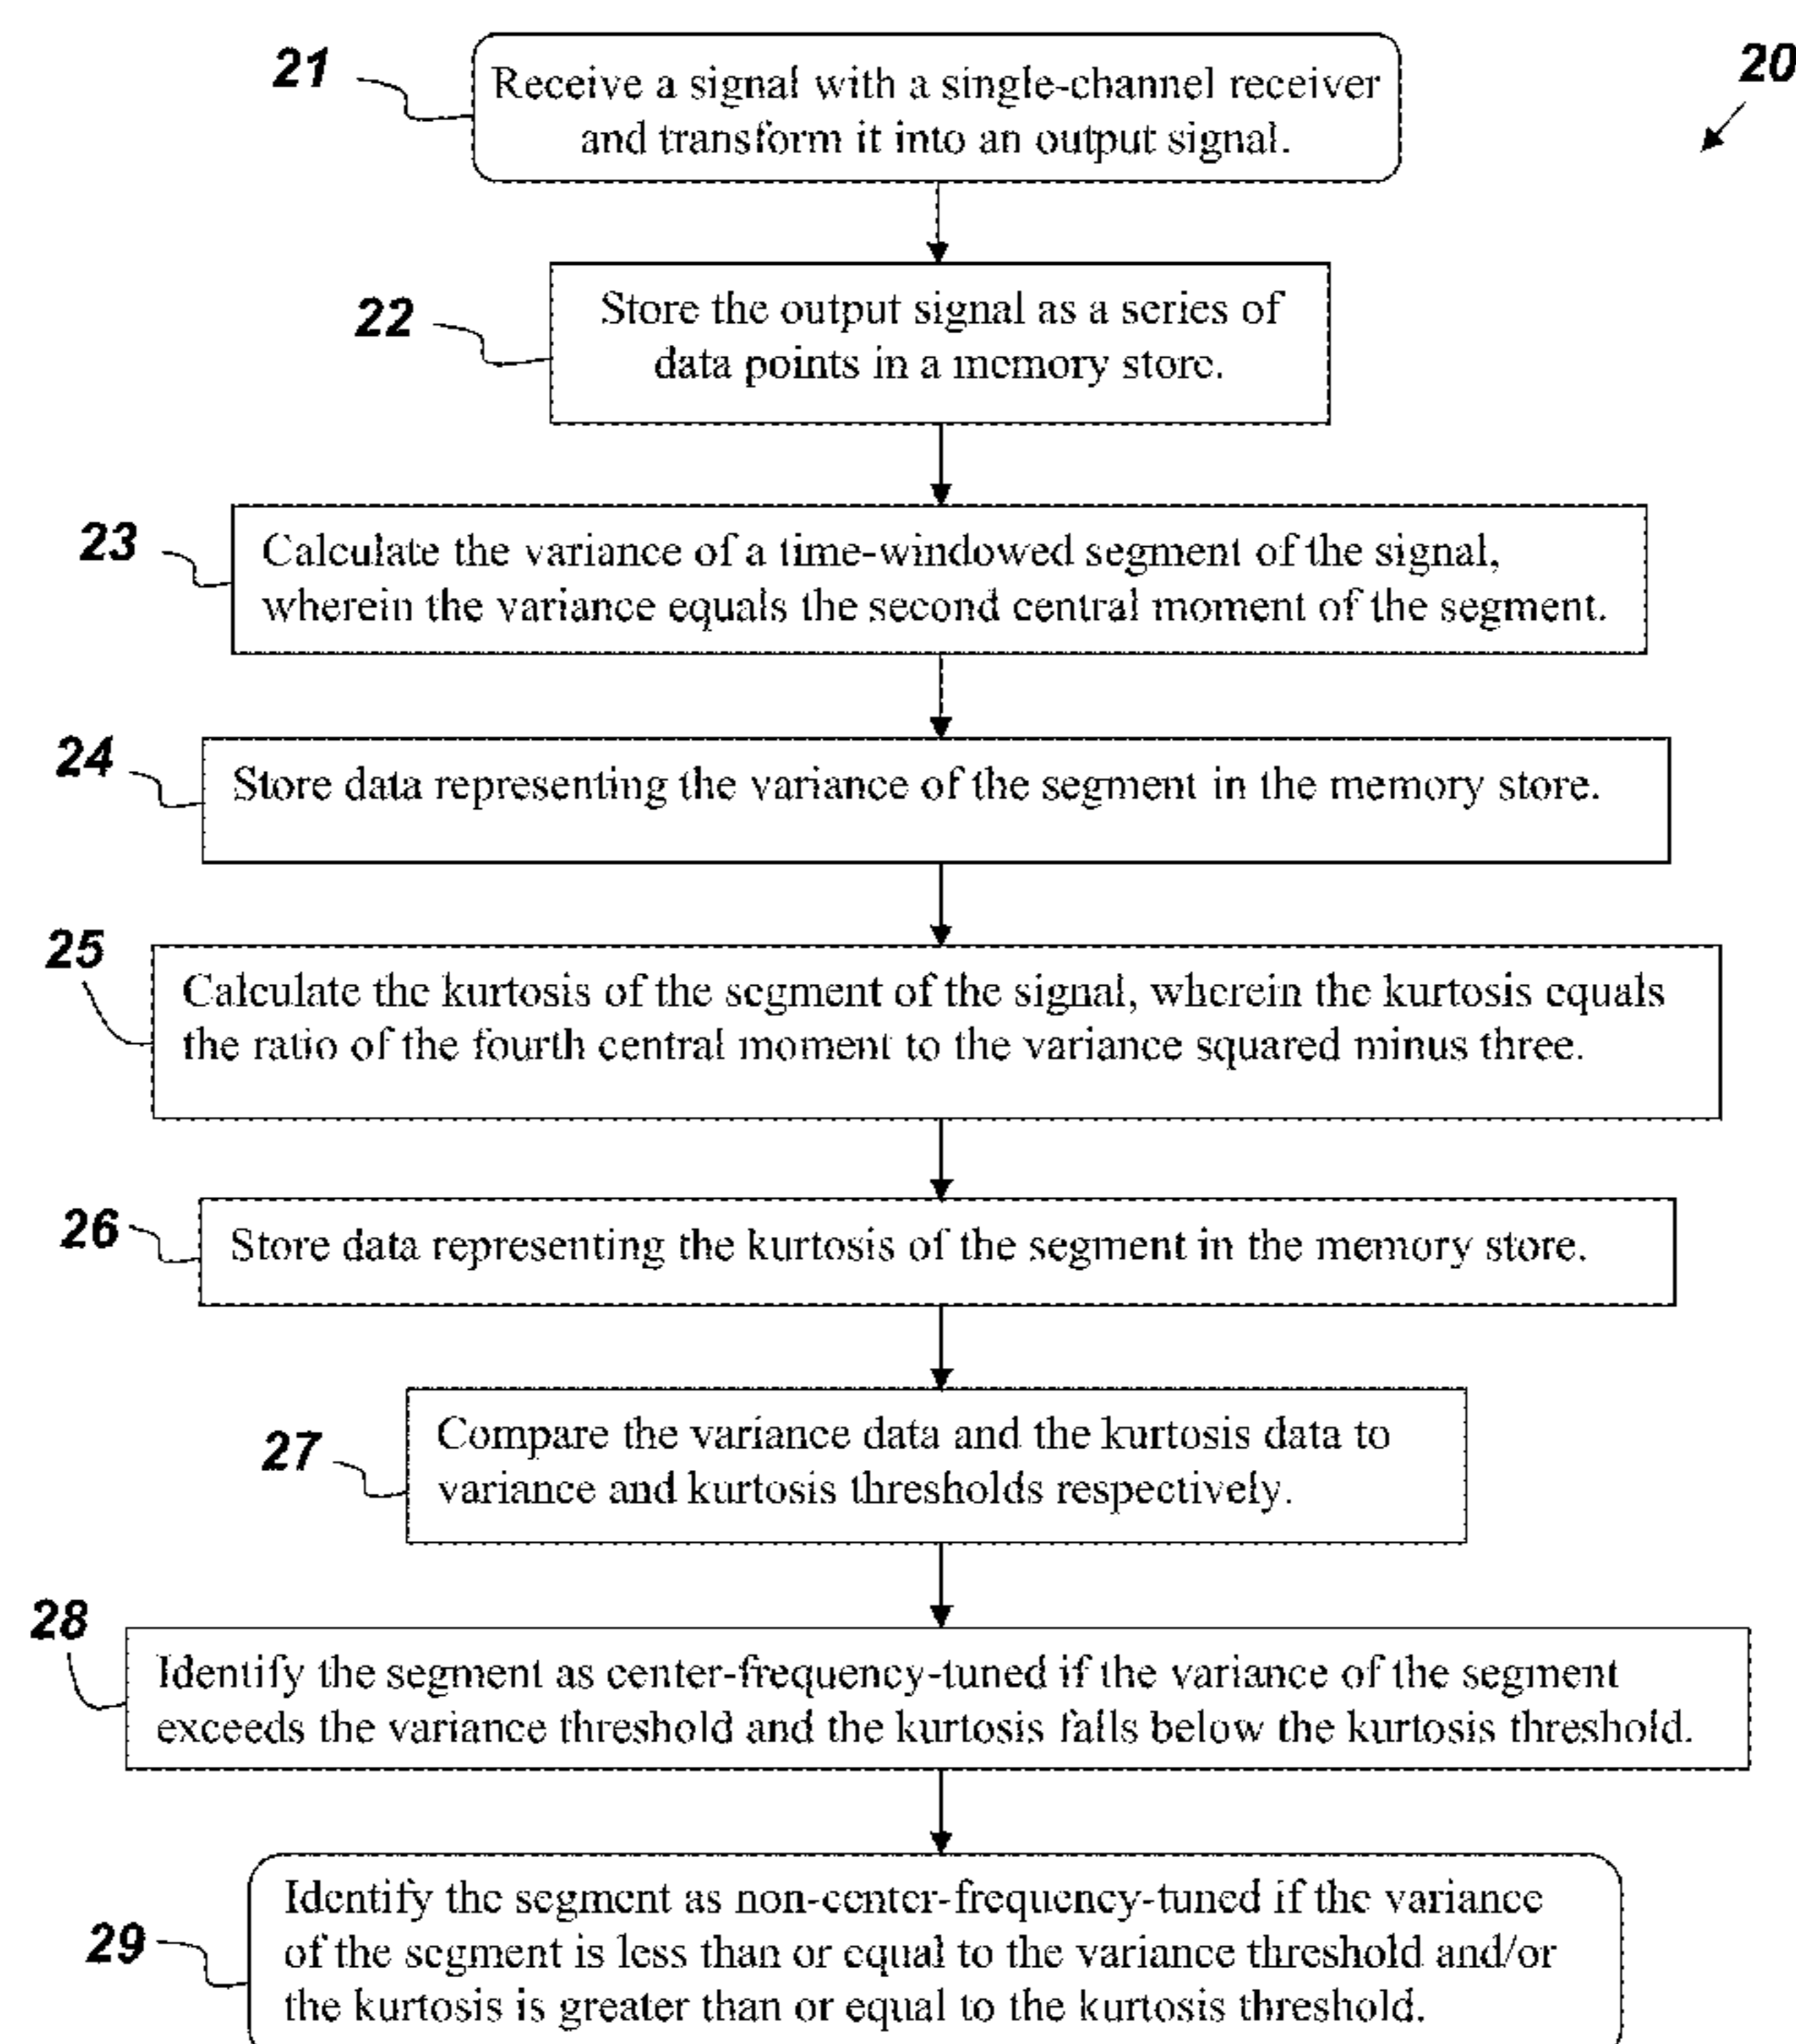 21
Receive a signal with a single-channel receiver
and transform it into an output signal.
20
22
Store the output signal as a series of
data points in a memory store.
23
Calculate the variance of a time-windowed segment of the signal,
wherein the variance equals the second central moment of the segment.
24
Store data representing the variance of the segment in the memory store.
25
Calculate the kurtosis of the segment of the signal, wherein the kurtosis equals
the ratio of the fourth central moment to the variance squared minus three.
26
Store data representing the kurtosis of the segment in the memory store.
27
Compare the variance data and the kurtosis data to
variance and kurtosis thresholds respectively.
28
Identify the segment as center-frequency-tuned if the variance of the segment
exceeds the variance threshold and the kurtosis falls below the kurtosis threshold.
29
Identify the segment as non-center-frequency-tuned if the variance
of the segment is less than or equal to the variance threshold and/or
the kurtosis is greater than or equal to the kurtosis threshold.